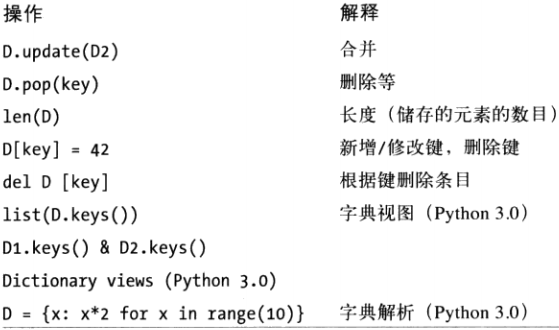 操作 解释
D.update(D2) 合并
D.pop(key) 删除等
len(D) 长度（储存的元素的数目）
D[key] = 42 新增/修改键，删除键
del D [key] 根据键删除条目
list(D.keys()) 字典视图（Python 3.0）
D1.keys() & D2.keys()
Dictionary views (Python 3.0)
D = {x: x*2 for x in range(10)} 字典解析（Python 3.0）